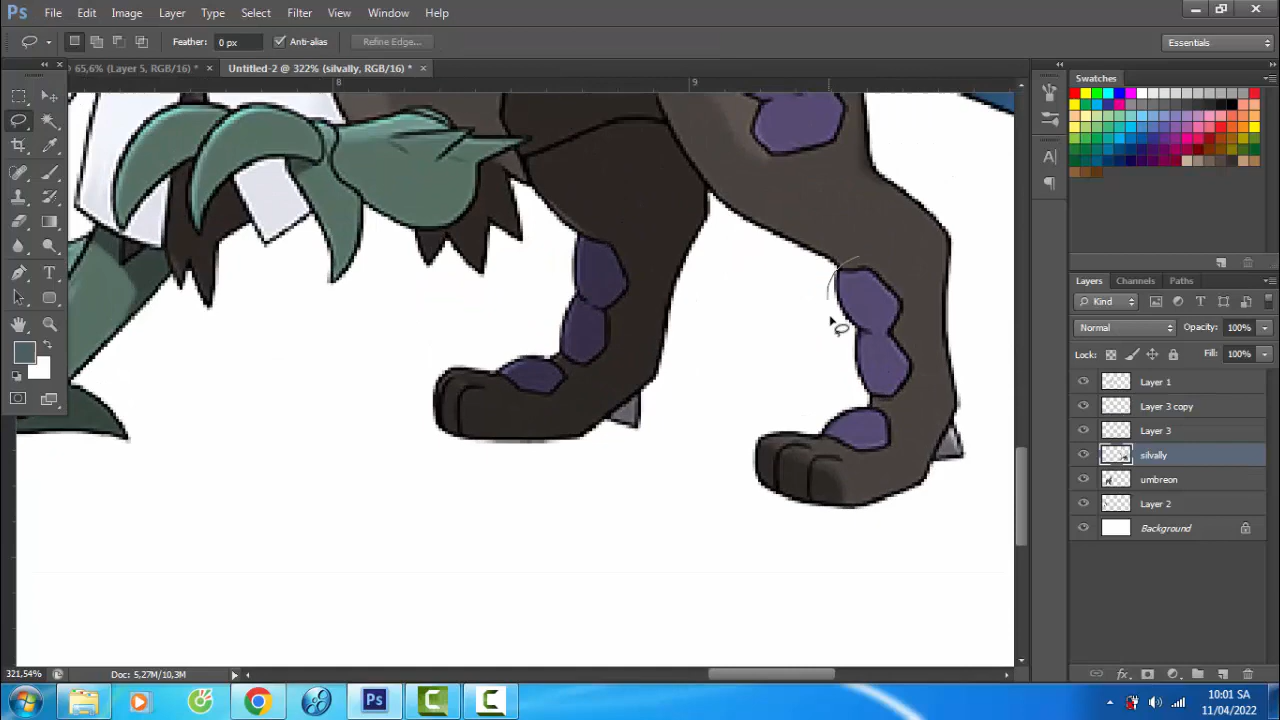 Ps File Edit Image Layer Type Select Filter View Window Help
Feather: 0 px Anti-alias Refine Edge... Essentials
65,6% (Layer 5, RGB/16) * × Untitled-2 @ 322% (silvally, RGB/16) * ×
8 9
Swatches
Layers Channels Paths
Kind
Normal Opacity: 100%
Lock: Fill: 100%
Layer 1
Layer 3 copy
Layer 3
silvally
umbreon
Layer 2
Background
321,54% Doc: 5,27M/10,3M
10:01 SA
11/04/2022